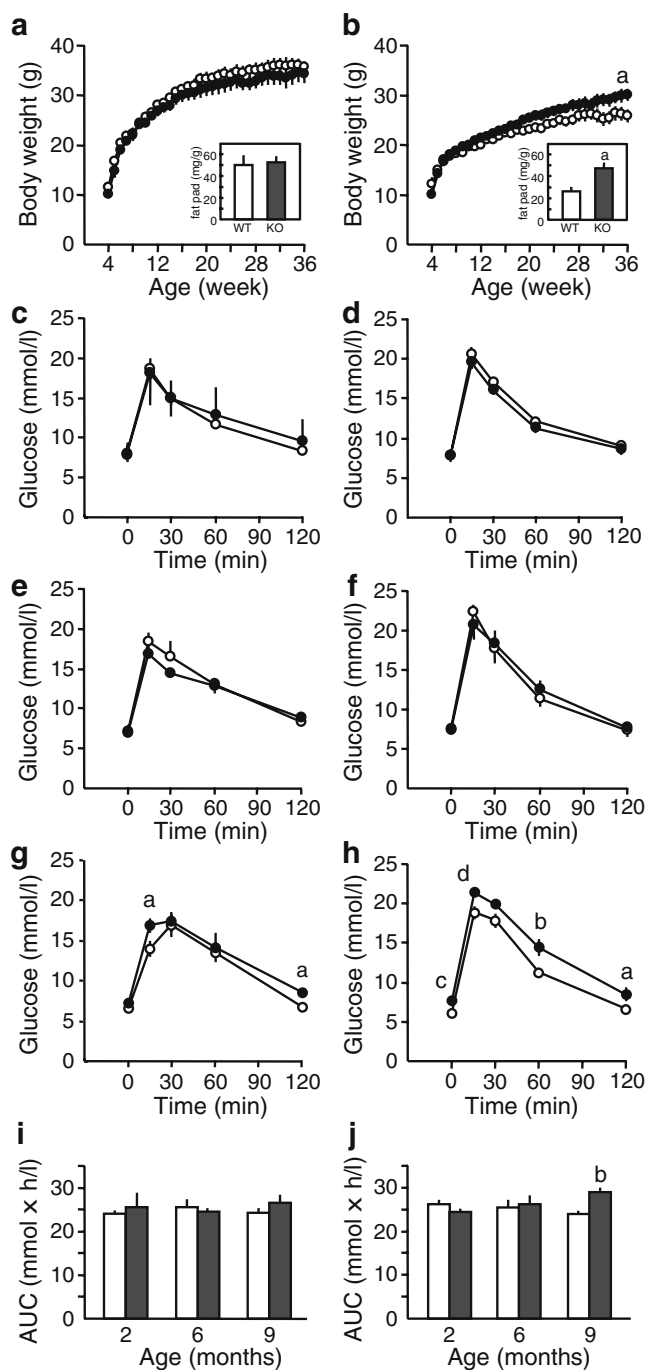 a
Body weight (g)
40
30
20
10
0
fat pad (mg/g)
60
40
20
0
WT KO
4 12 20 28 36
Age (week)
b
Body weight (g)
40
30
20
10
0
a
fat pad (mg/g)
60
40
20
0
a
WT KO
4 12 20 28 36
Age (week)
c
Glucose (mmol/l)
25
20
15
10
5
0
0 30 60 90 120
Time (min)
d
Glucose (mmol/l)
25
20
15
10
5
0
0 30 60 90 120
Time (min)
e
Glucose (mmol/l)
25
20
15
10
5
0
0 30 60 90 120
Time (min)
f
Glucose (mmol/l)
25
20
15
10
5
0
0 30 60 90 120
Time (min)
g
Glucose (mmol/l)
25
20
15
10
5
0
a
a
0 30 60 90 120
Time (min)
h
Glucose (mmol/l)
25
20
15
10
5
0
d
b
c
a
0 30 60 90 120
Time (min)
i
AUC (mmol x h/l)
30
20
10
0
2 6 9
Age (months)
j
AUC (mmol x h/l)
30
20
10
0
b
2 6 9
Age (months)